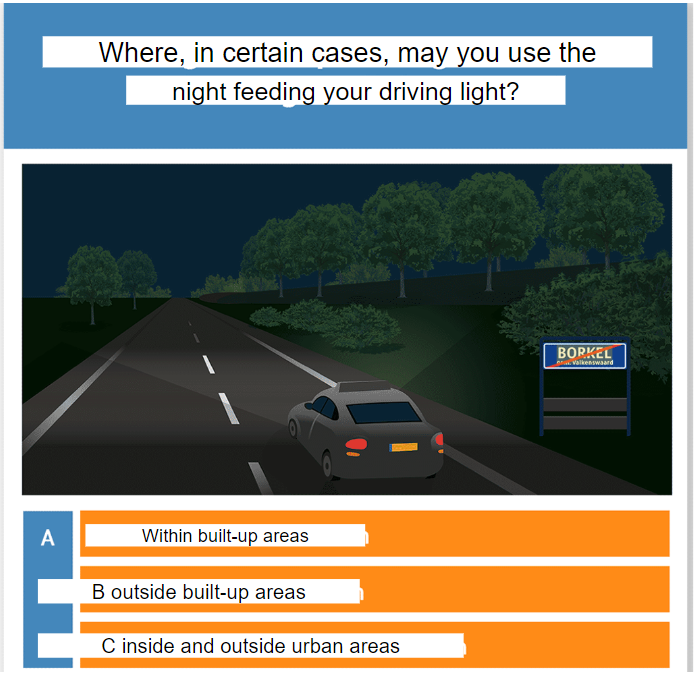 Where, in certain cases, may you use the
night feeding your driving light?
BORKEL
gem. Valkenswaard
A
Within built-up areas
B outside built-up areas
C inside and outside urban areas